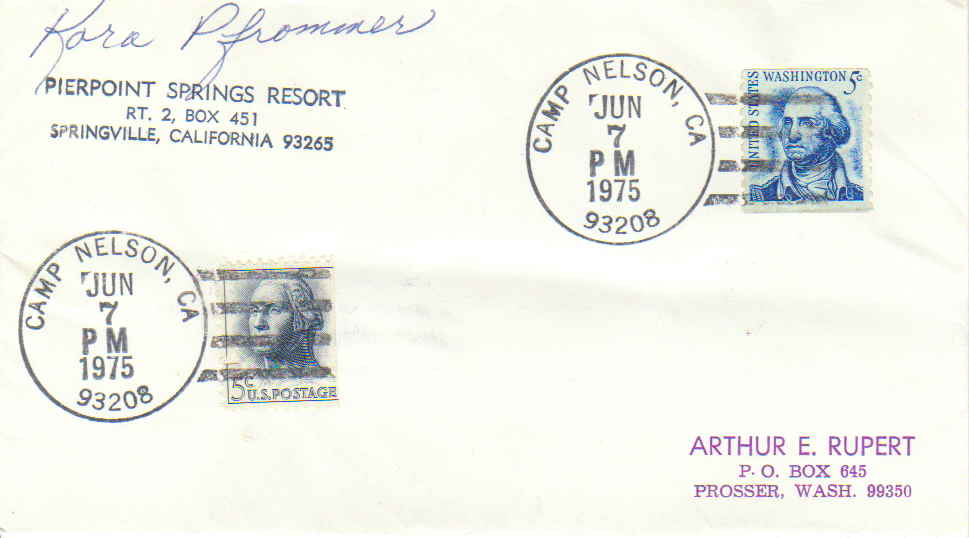 Kora Pfrommer
PIERPOINT SPRINGS RESORT
RT. 2, BOX 451
SPRINGVILLE, CALIFORNIA 93265
CAMP NELSON, CA
JUN
7
PM
1975
93208
UNITED STATES
WASHINGTON 5c
CAMP NELSON, CA
JUN
7
PM
1975
93208
5c
U.S. POSTAGE
ARTHUR E. RUPERT
P. O. BOX 645
PROSSER, WASH. 99350